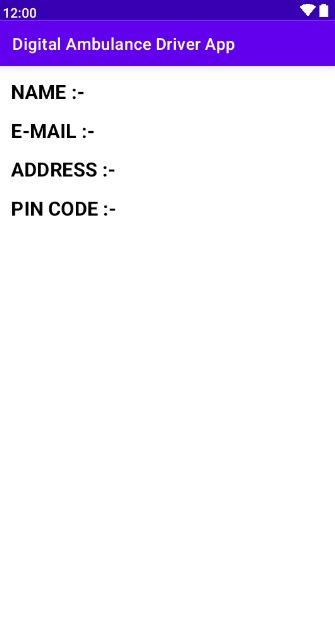 12:00
Digital Ambulance Driver App
NAME :-
E-MAIL :-
ADDRESS :-
PIN CODE :-